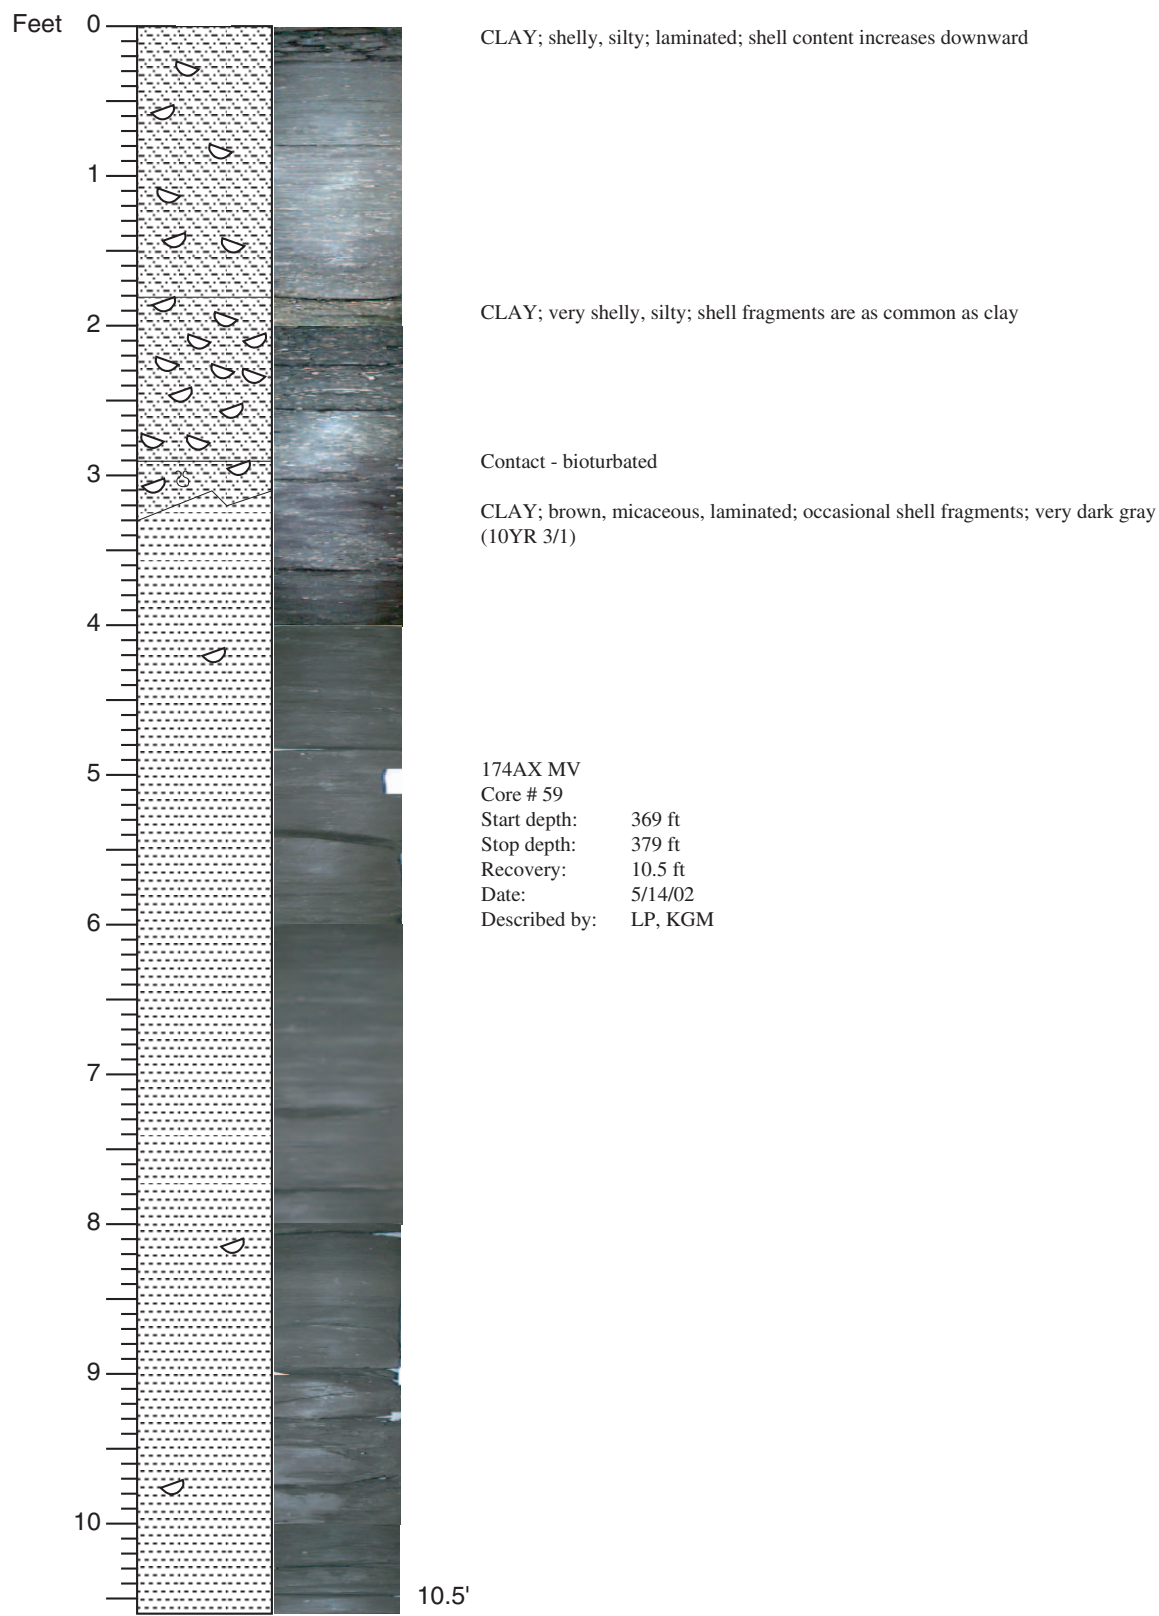 Feet 0
CLAY; shelly, silty; laminated; shell content increases downward
1
CLAY; very shelly, silty; shell fragments are as common as clay
2
Contact - bioturbated
3
CLAY; brown, micaceous, laminated; occasional shell fragments; very dark gray
(10YR 3/1)
4
174AX MV
5
Core # 59
Start depth: 369 ft
Stop depth: 379 ft
Recovery: 10.5 ft
Date: 5/14/02
Described by: LP, KGM
6
7
8
9
10
10.5'